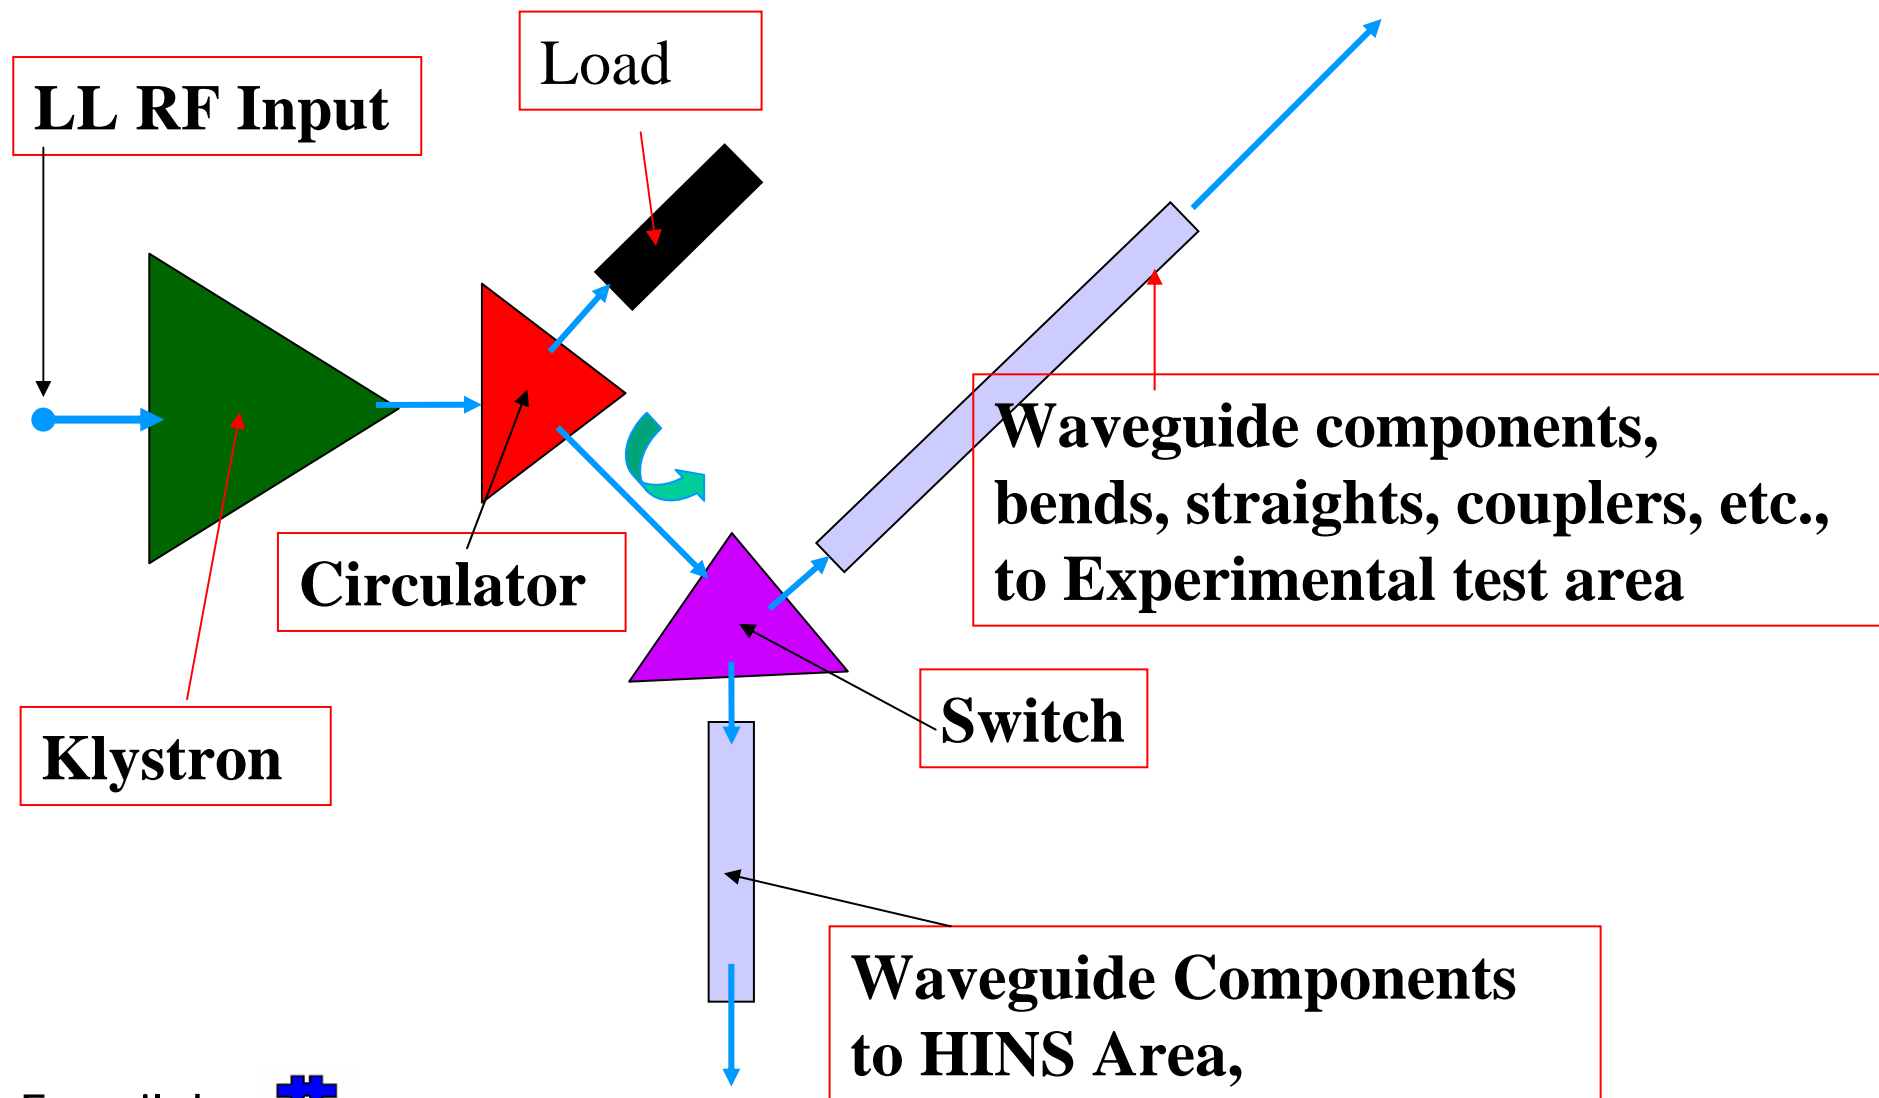 Load
LL RF Input
Waveguide components,
bends, straights, couplers, etc.,
to Experimental test area
Circulator
Switch
Klystron
Waveguide Components
to HINS Area,